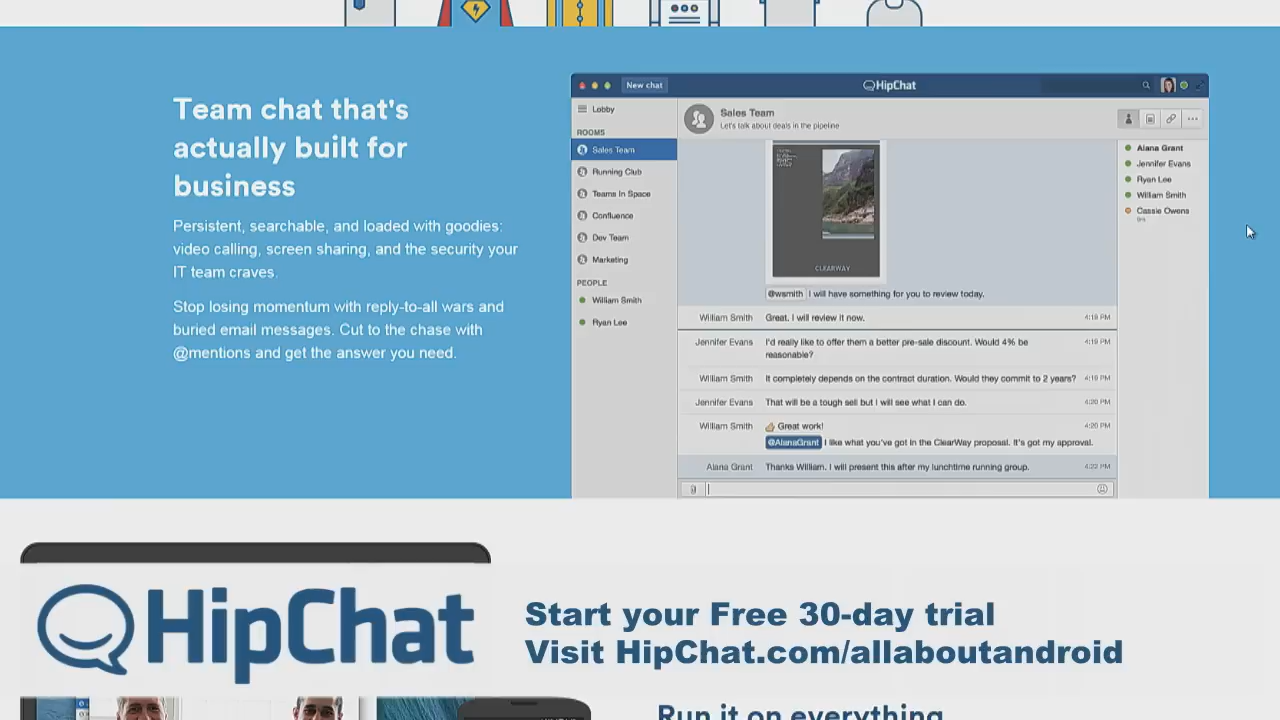 Team chat that's
actually built for
business
Persistent, searchable, and loaded with goodies:
video calling, screen sharing, and the security your
IT team craves.
Stop losing momentum with reply-to-all wars and
buried email messages. Cut to the chase with
@mentions and get the answer you need.
New chat
HipChat
Lobby
ROOMS
Sales Team
Running Club
Teams In Space
Confluence
Dev Team
Marketing
PEOPLE
William Smith
Ryan Lee
Sales Team
Let's talk about deals in the pipeline
CLEARWAY
@wsmith I will have something for you to review today.
William Smith Great. I will review it now. 4:19 PM
Jennifer Evans I'd really like to offer them a better pre-sale discount. Would 4% be 4:19 PM
reasonable?
William Smith It completely depends on the contract duration. Would they commit to 2 years? 4:19 PM
Jennifer Evans That will be a tough sell but I will see what I can do. 4:20 PM
William Smith Great work! 4:20 PM
@AlanaGrant I like what you've got in the ClearWay proposal. It's got my approval.
Alana Grant Thanks William. I will present this after my lunchtime running group. 4:23 PM
Alana Grant
Jennifer Evans
Ryan Lee
William Smith
Cassie Owens
HipChat
Start your Free 30-day trial
Visit HipChat.com/allaboutandroid
Run it on everything